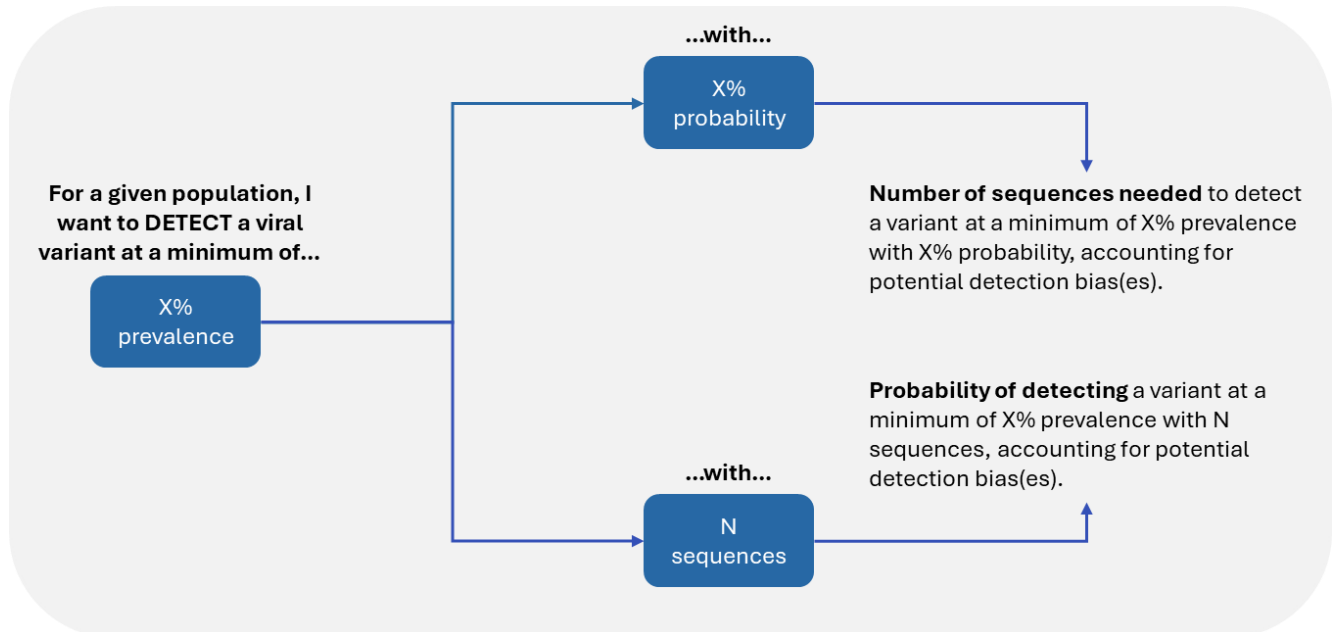 For a given population, I
want to DETECT a viral
variant at a minimum of...
X%
prevalence
...with...
X%
probability
Number of sequences needed to detect
a variant at a minimum of X% prevalence
with X% probability, accounting for
potential detection bias(es).
...with...
N
sequences
Probability of detecting a variant at a
minimum of X% prevalence with N
sequences, accounting for potential
detection bias(es).